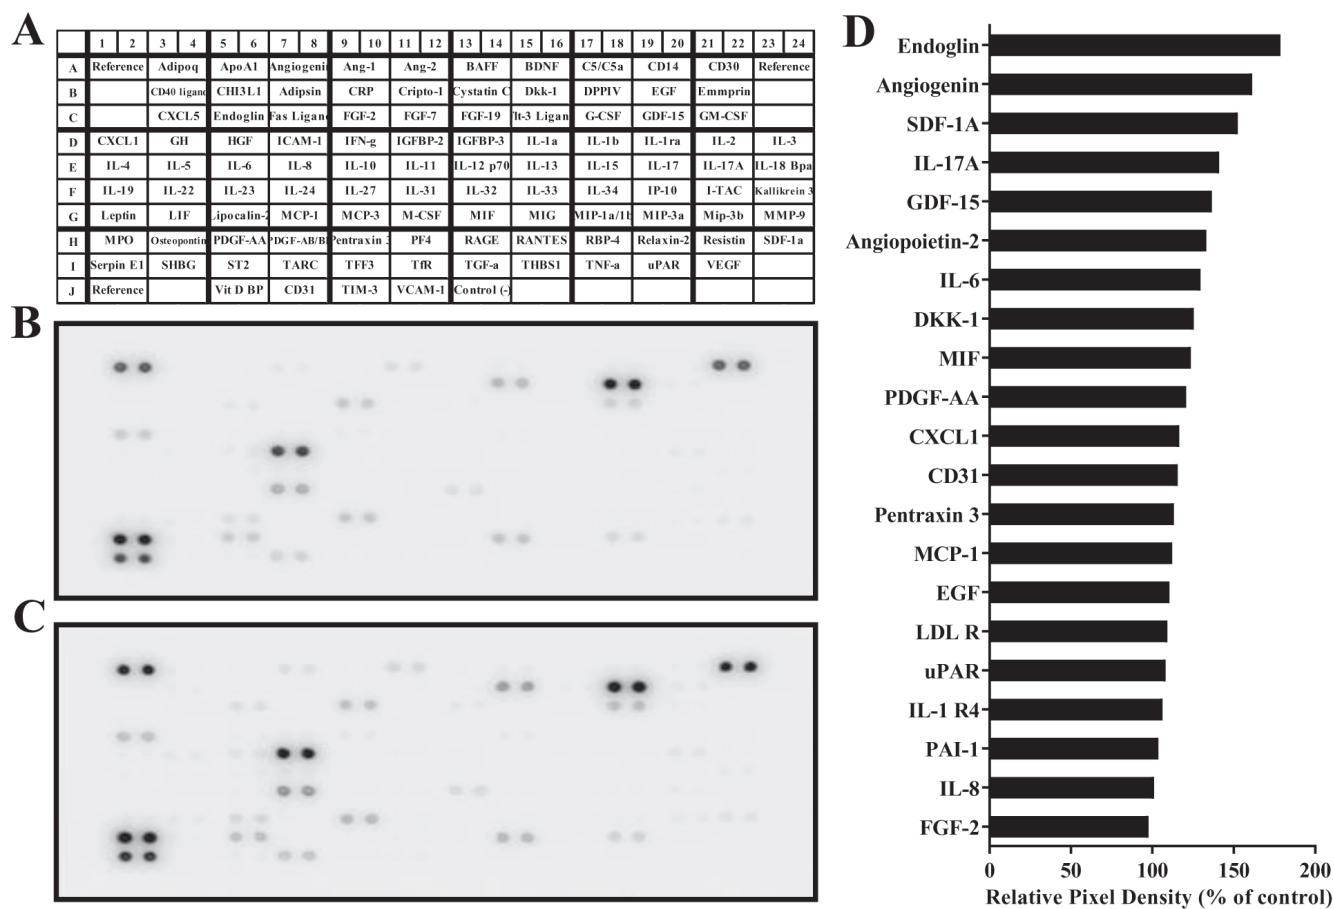 A
1 2 3 4 5 6 7 8 9 10 11 12 13 14 15 16 17 18 19 20 21 22 23 24
A Reference Adipoq ApoA1 Angiogenin Ang-1 Ang-2 BAFF BDNF C5/C5a CD14 CD30 Reference
B CD40 ligand CHI3L1 Adipsin CRP Cripto-1 Cystatin C Dkk-1 DPPIV EGF Emmprin
C CXCL5 Endoglin Fas Ligand FGF-2 FGF-7 FGF-19 lt-3 Ligan G-CSF GDF-15 GM-CSF
D CXCL1 GH HGF ICAM-1 IFN-g IGFBP-2 IGFBP-3 IL-1a IL-1b IL-1ra IL-2 IL-3
E IL-4 IL-5 IL-6 IL-8 IL-10 IL-11 IL-12 p70 IL-13 IL-15 IL-17 IL-17A IL-18 Bpa
F IL-19 IL-22 IL-23 IL-24 IL-27 IL-31 IL-32 IL-33 IL-34 IP-10 I-TAC Kallikrein 3
G Leptin LIF Lipocalin-2 MCP-1 MCP-3 M-CSF MIF MIG MIP-1a/1b MIP-3a Mip-3b MMP-9
H MPO Osteopontin PDGF-AA PDGF-AB/BB Pentraxin 3 PF4 RAGE RANTES RBP-4 Relaxin-2 Resistin SDF-1a
I Serpin E1 SHBG ST2 TARC TFF3 TfR TGF-a THBS1 TNF-a uPAR VEGF
J Reference Vit D BP CD31 TIM-3 VCAM-1 Control (-)
B
C
D
Endoglin
Angiogenin
SDF-1A
IL-17A
GDF-15
Angiopoietin-2
IL-6
DKK-1
MIF
PDGF-AA
CXCL1
CD31
Pentraxin 3
MCP-1
EGF
LDL R
uPAR
IL-1 R4
PAI-1
IL-8
FGF-2
0 50 100 150 200
Relative Pixel Density (% of control)